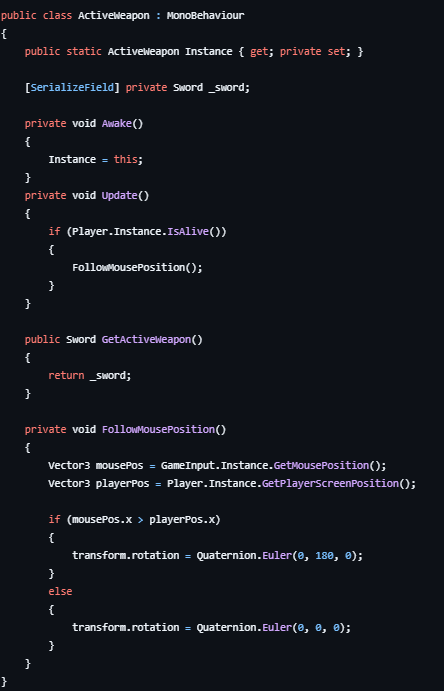 public class ActiveWeapon : MonoBehaviour
{
    public static ActiveWeapon Instance { get; private set; }

    [SerializeField] private Sword _sword;

    private void Awake()
    {
        Instance = this;
    }
    private void Update()
    {
        if (Player.Instance.IsAlive())
        {
            FollowMousePosition();
        }
    }

    public Sword GetActiveWeapon()
    {
        return _sword;
    }

    private void FollowMousePosition()
    {
        Vector3 mousePos = GameInput.Instance.GetMousePosition();
        Vector3 playerPos = Player.Instance.GetPlayerScreenPosition();

        if (mousePos.x > playerPos.x)
        {
            transform.rotation = Quaternion.Euler(0, 180, 0);
        }
        else
        {
            transform.rotation = Quaternion.Euler(0, 0, 0);
        }
    }
}